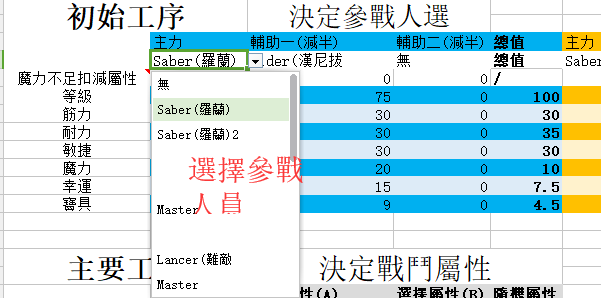 初始工序 決定參戰人選
主力 輔助一(減半) 輔助二(減半) 總值 主力
Saber(羅蘭) der(漢尼拔 無 總值 Saber
魔力不足扣減屬性 0 0 /
無
等級 75 0 100
Saber(羅蘭)
筋力 30 0 30
Saber(羅蘭)2
耐力 30 0 35
敏捷 30 0 30
選擇參戰
人員
魔力 20 0 10
幸運 15 0 7.5
Master
寶具 9 0 4.5
Lancer(難敵
Master
主要工 決定戰鬥屬性
性(A) 選擇屬性(B) 隨機屬性